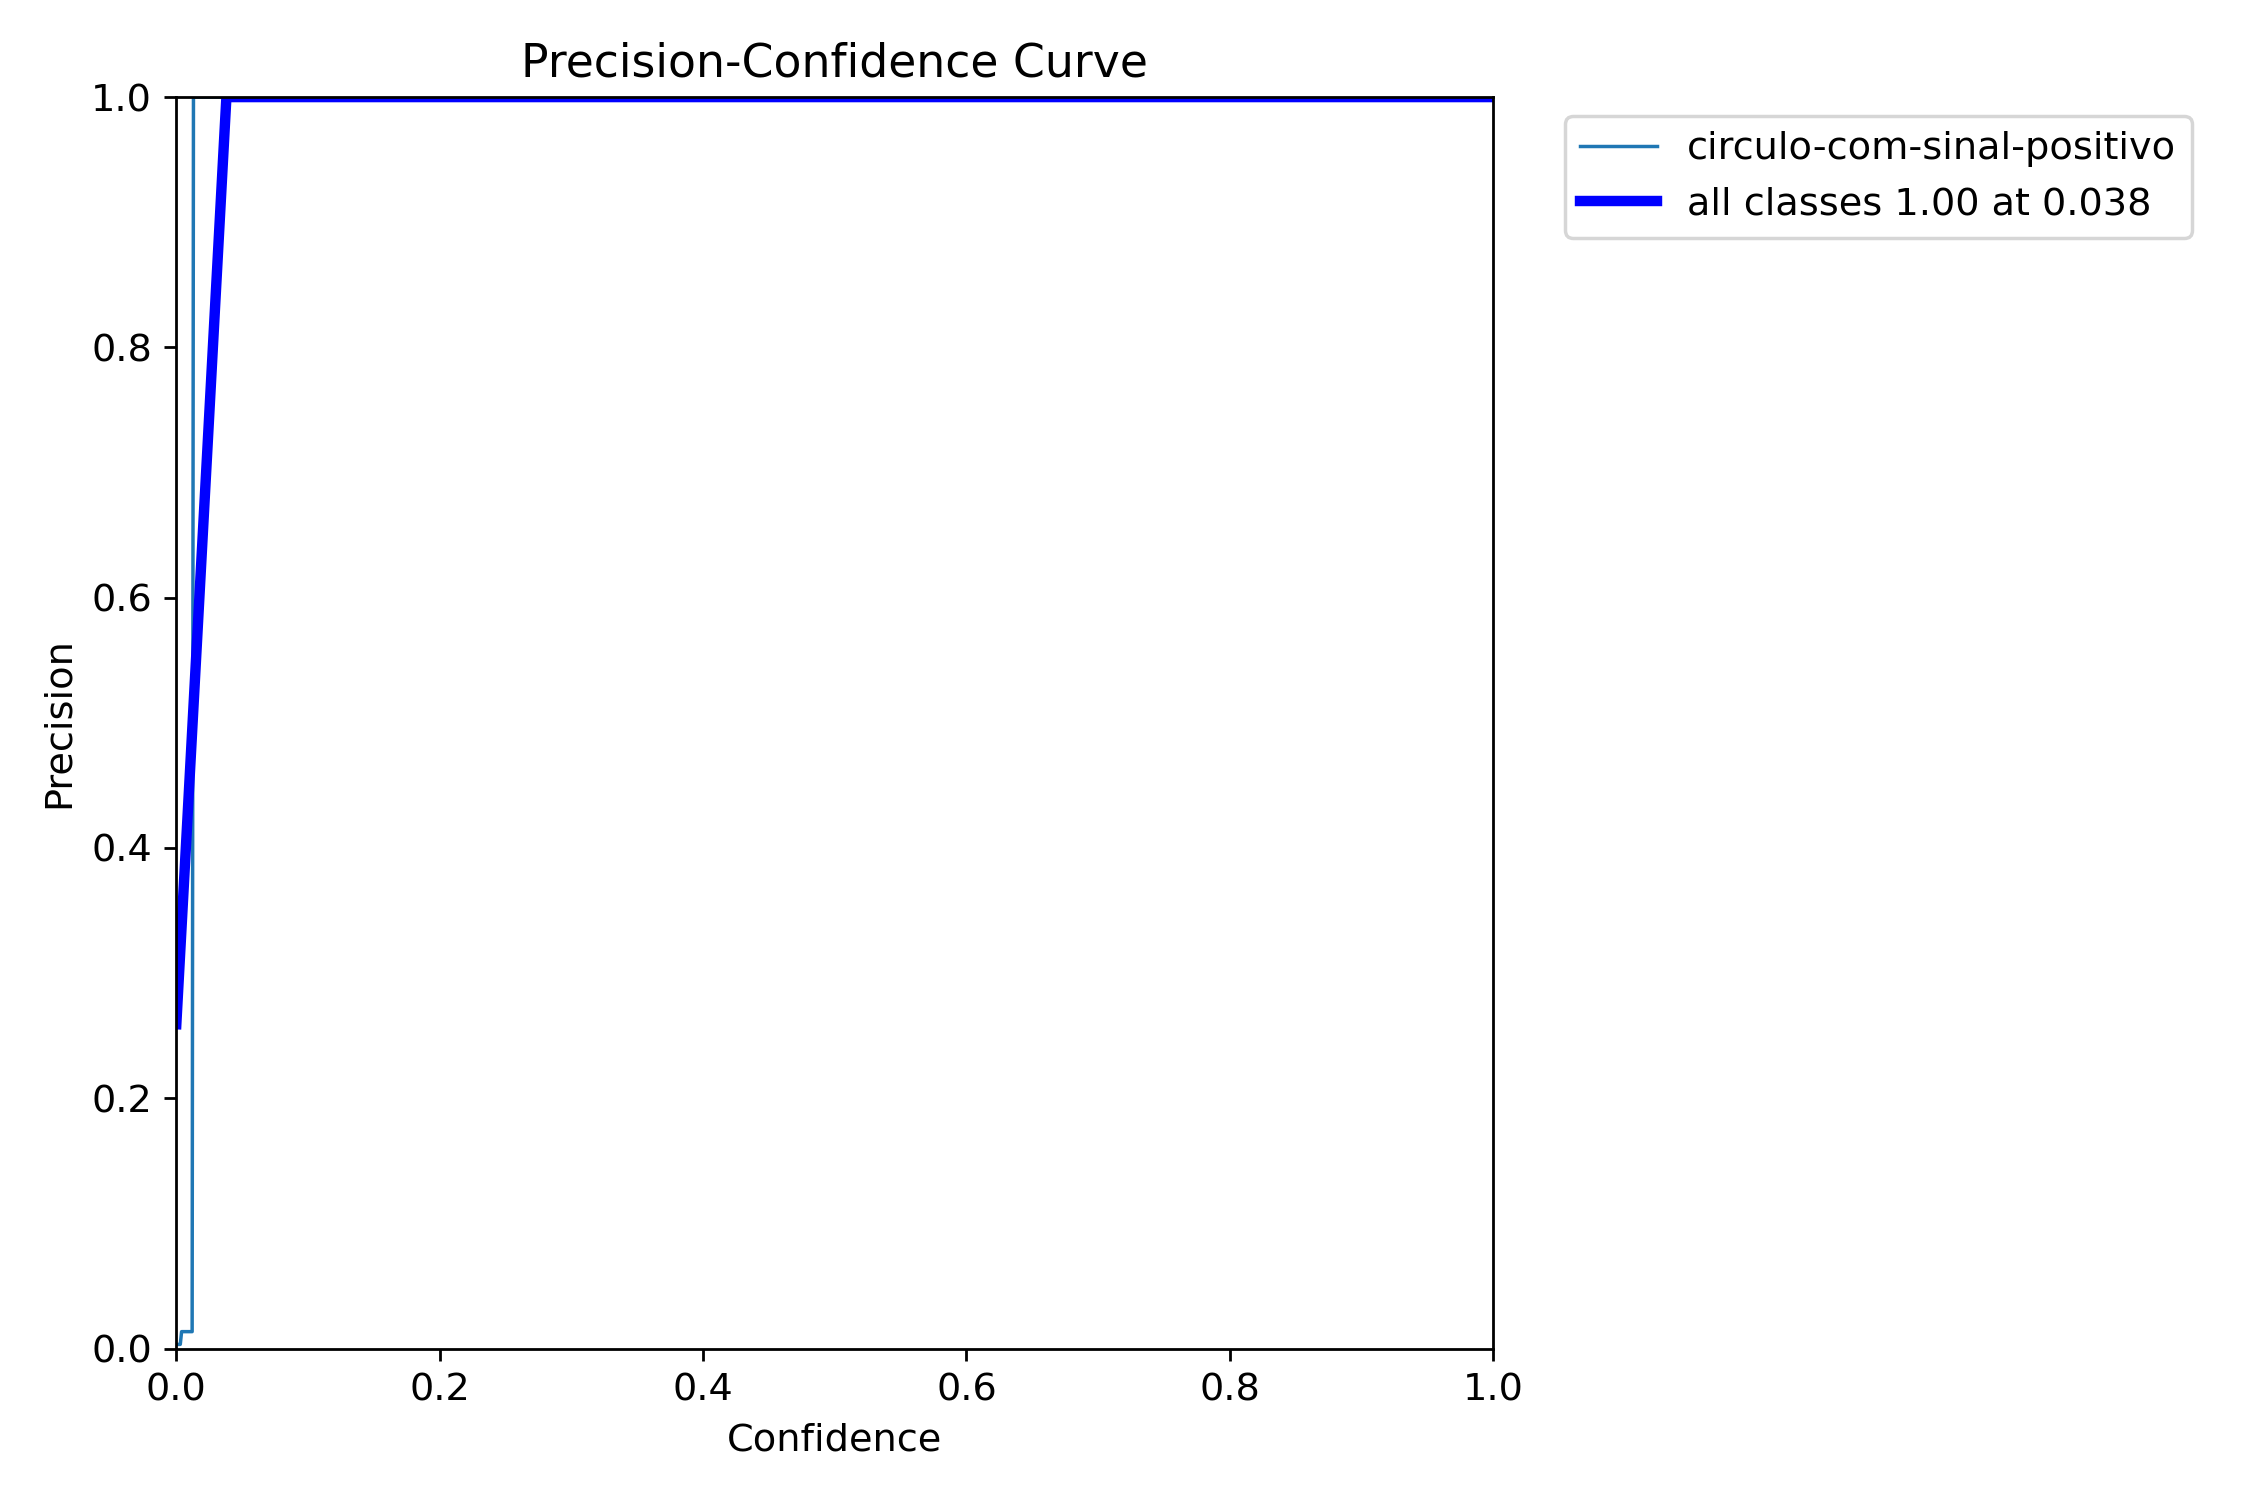 Precision-Confidence Curve
1.0
0.8
0.6
0.4
0.2
0.0
Precision
0.0 0.2 0.4 0.6 0.8 1.0
Confidence
circulo-com-sinal-positivo
all classes 1.00 at 0.038